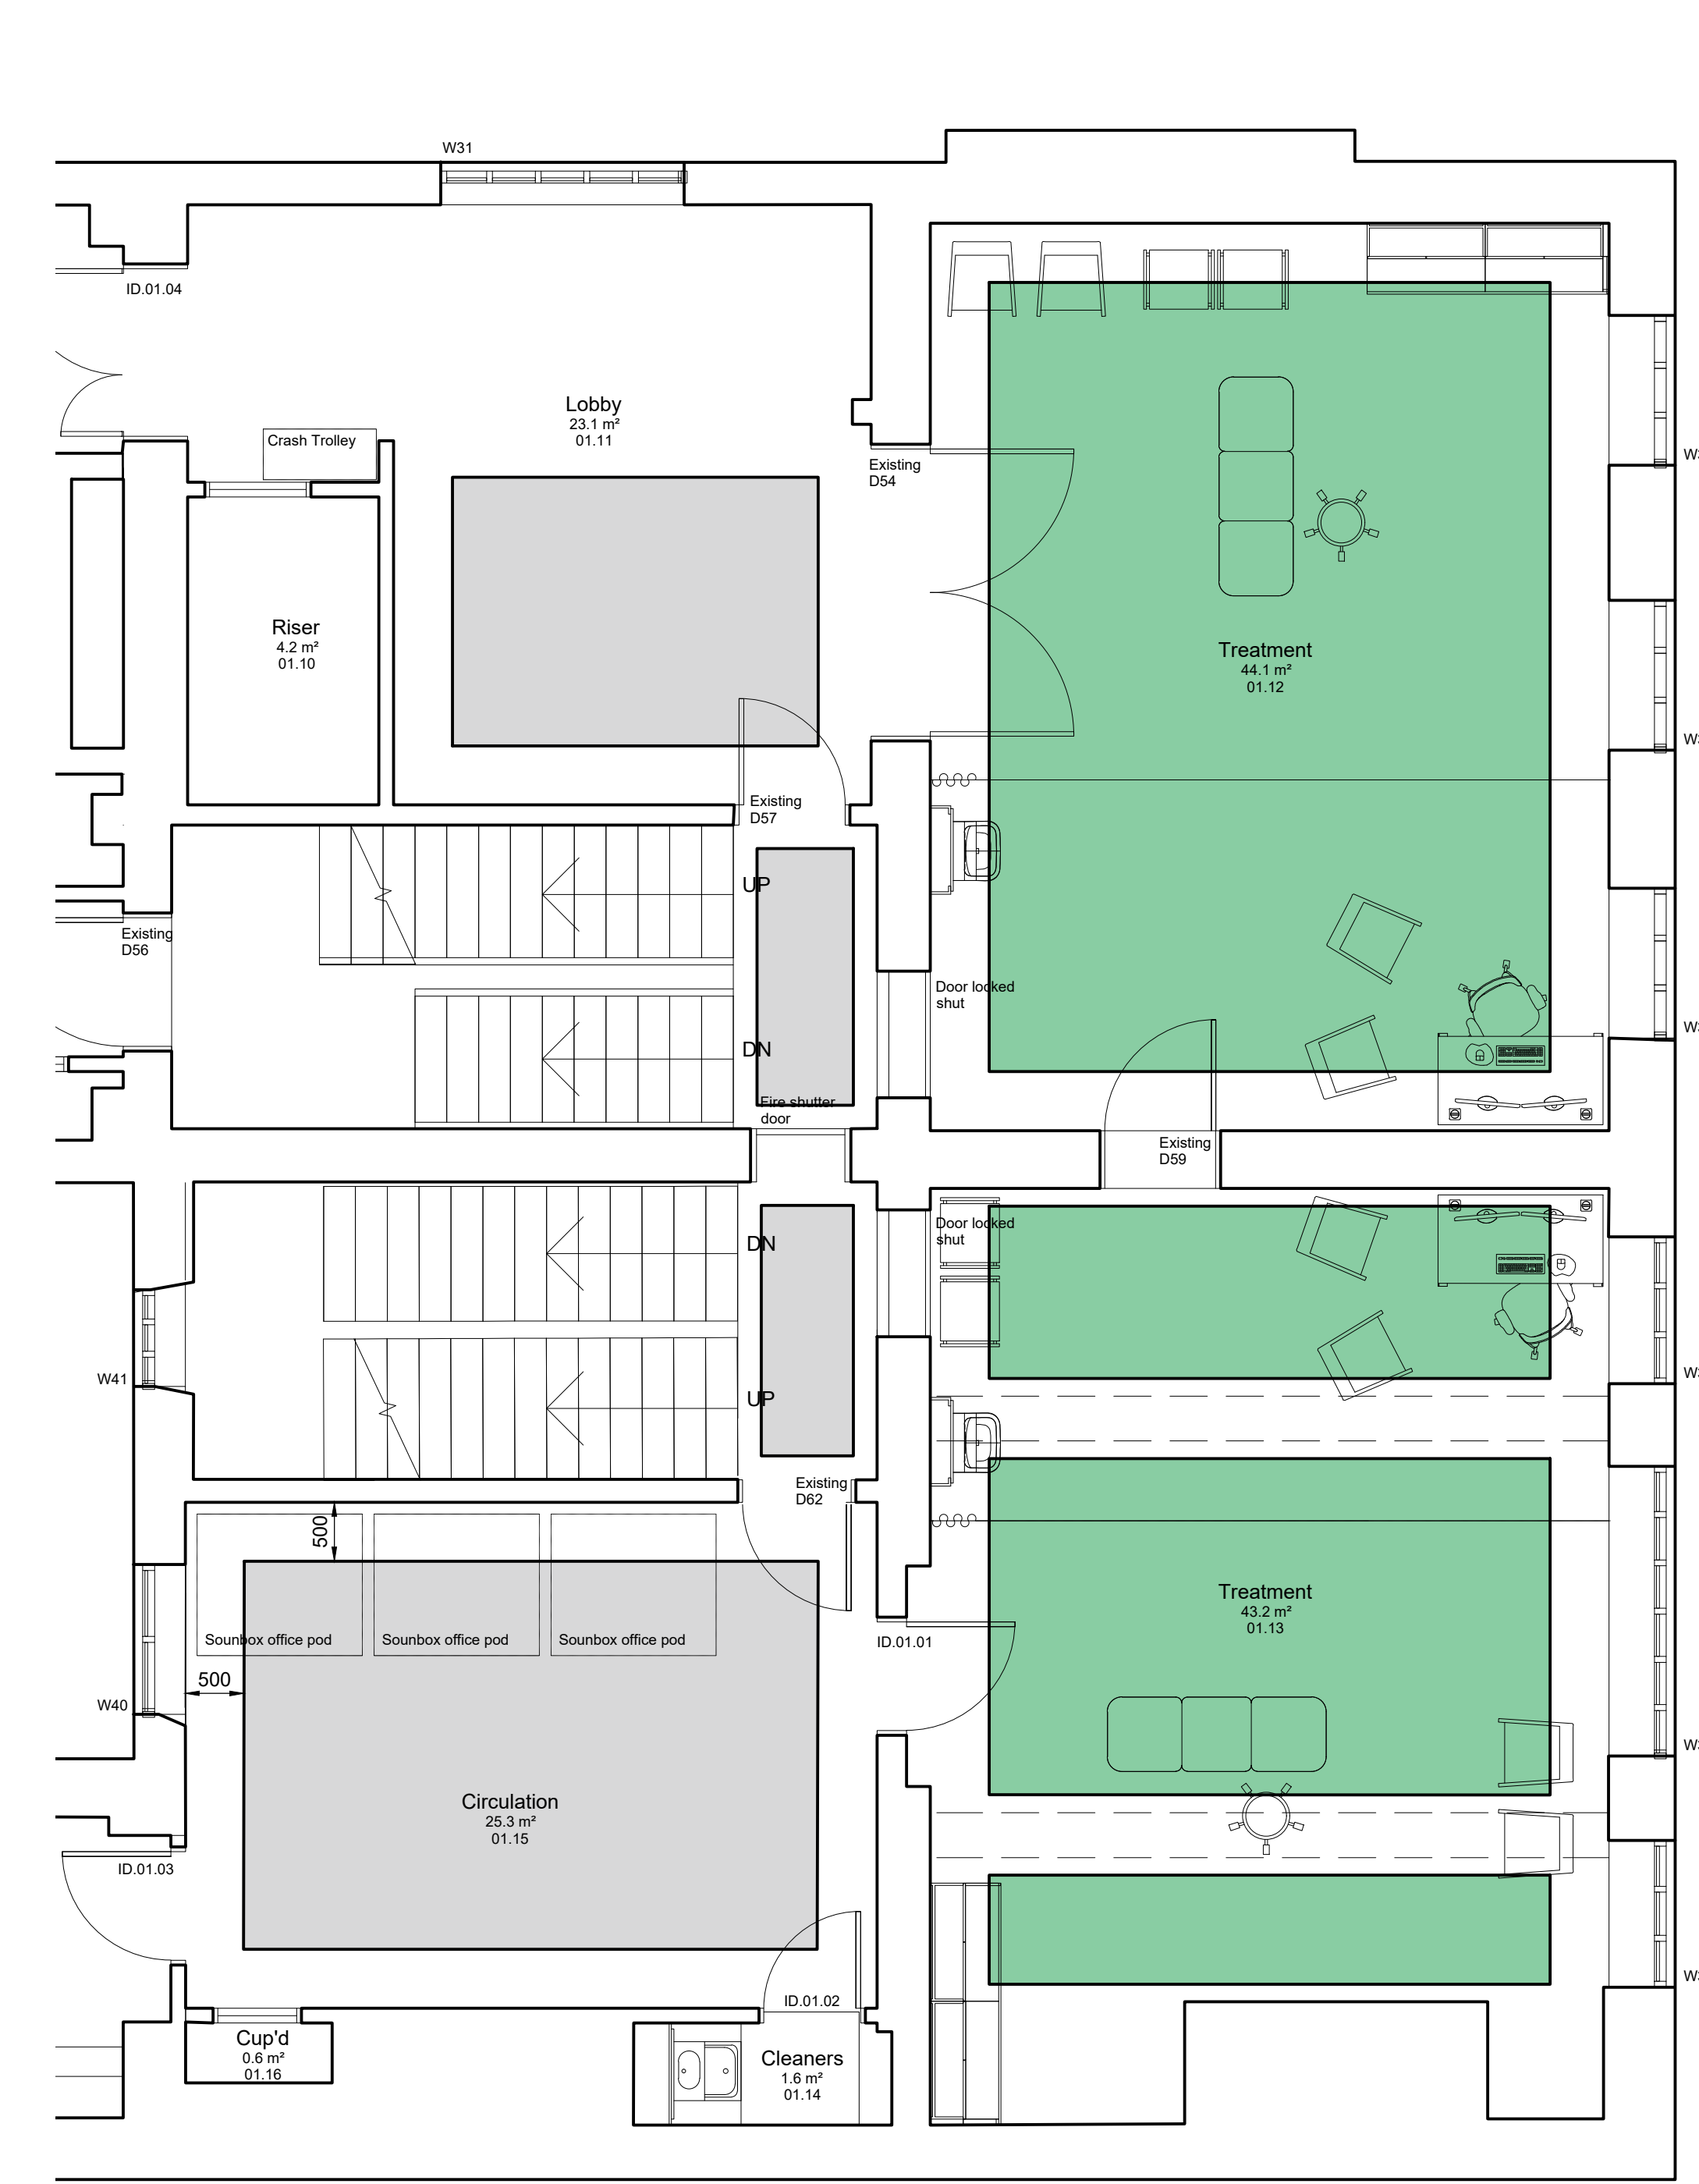 W31
ID.01.04
Lobby
23.1 m²
01.11
Crash Trolley
Existing
D54
Riser
4.2 m²
01.10
Treatment
44.1 m²
01.12
Existing
D57
UP
Existing
D56
Door locked
shut
DN
Fire shutter
door
Existing
D59
Door locked
shut
DN
W41
UP
Existing
D62
500
Sounbox office pod
Sounbox office pod
Sounbox office pod
ID.01.01
Treatment
43.2 m²
01.13
500
W40
Circulation
25.3 m²
01.15
ID.01.03
ID.01.02
Cup'd
0.6 m²
01.16
Cleaners
1.6 m²
01.14